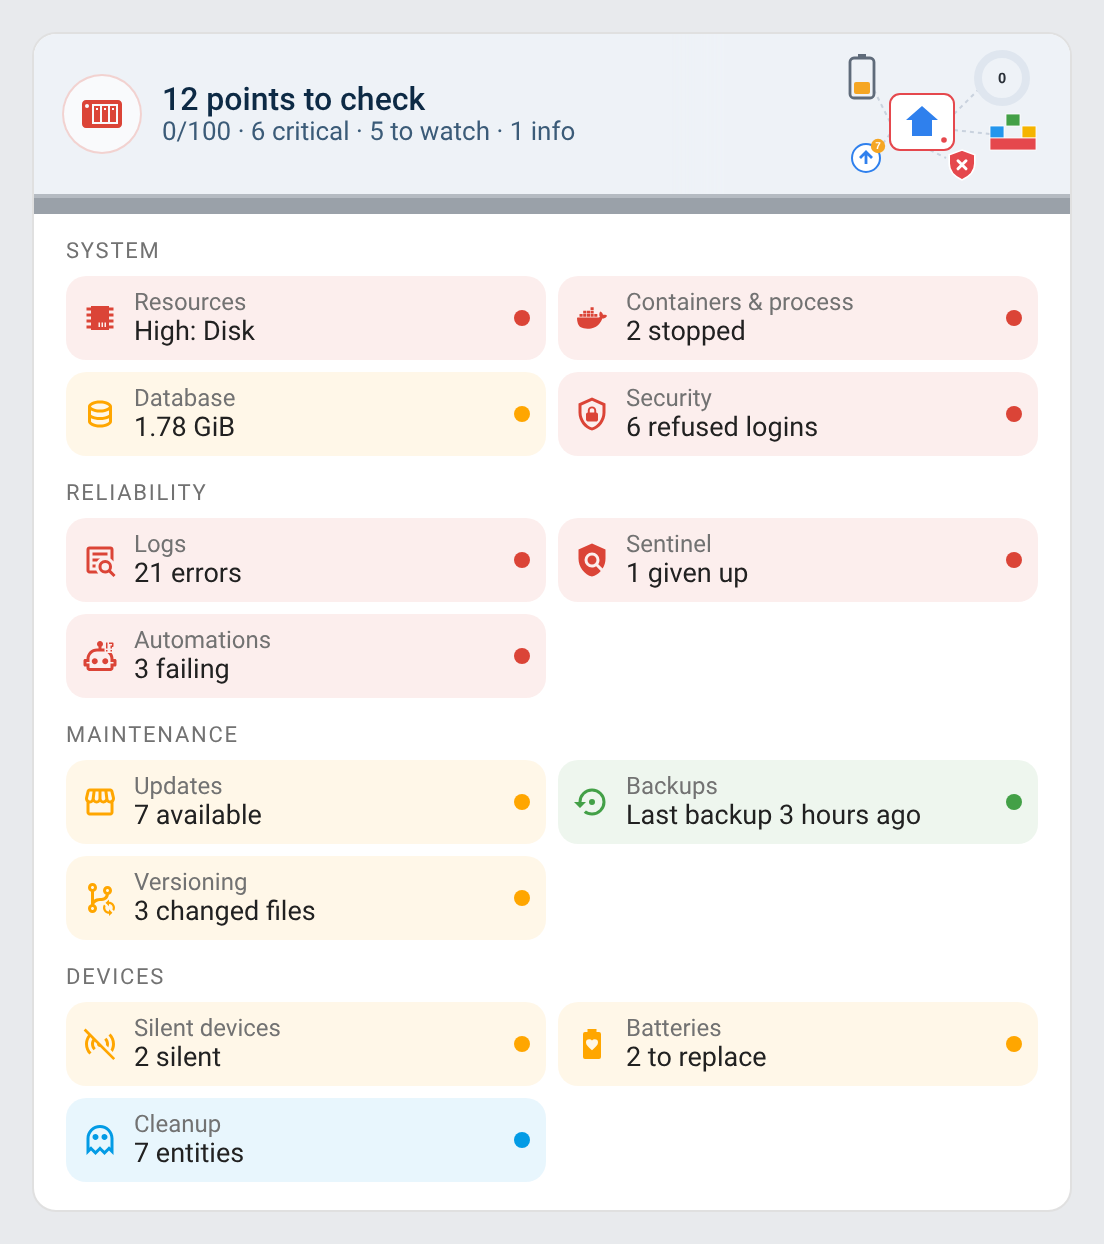 12 points to check
0/100 · 6 critical · 5 to watch · 1 info
0
7
SYSTEM
Resources
High: Disk
Containers & process
2 stopped
Database
1.78 GiB
Security
6 refused logins
RELIABILITY
Logs
21 errors
Sentinel
1 given up
Automations
3 failing
MAINTENANCE
Updates
7 available
Backups
Last backup 3 hours ago
Versioning
3 changed files
DEVICES
Silent devices
2 silent
Batteries
2 to replace
Cleanup
7 entities